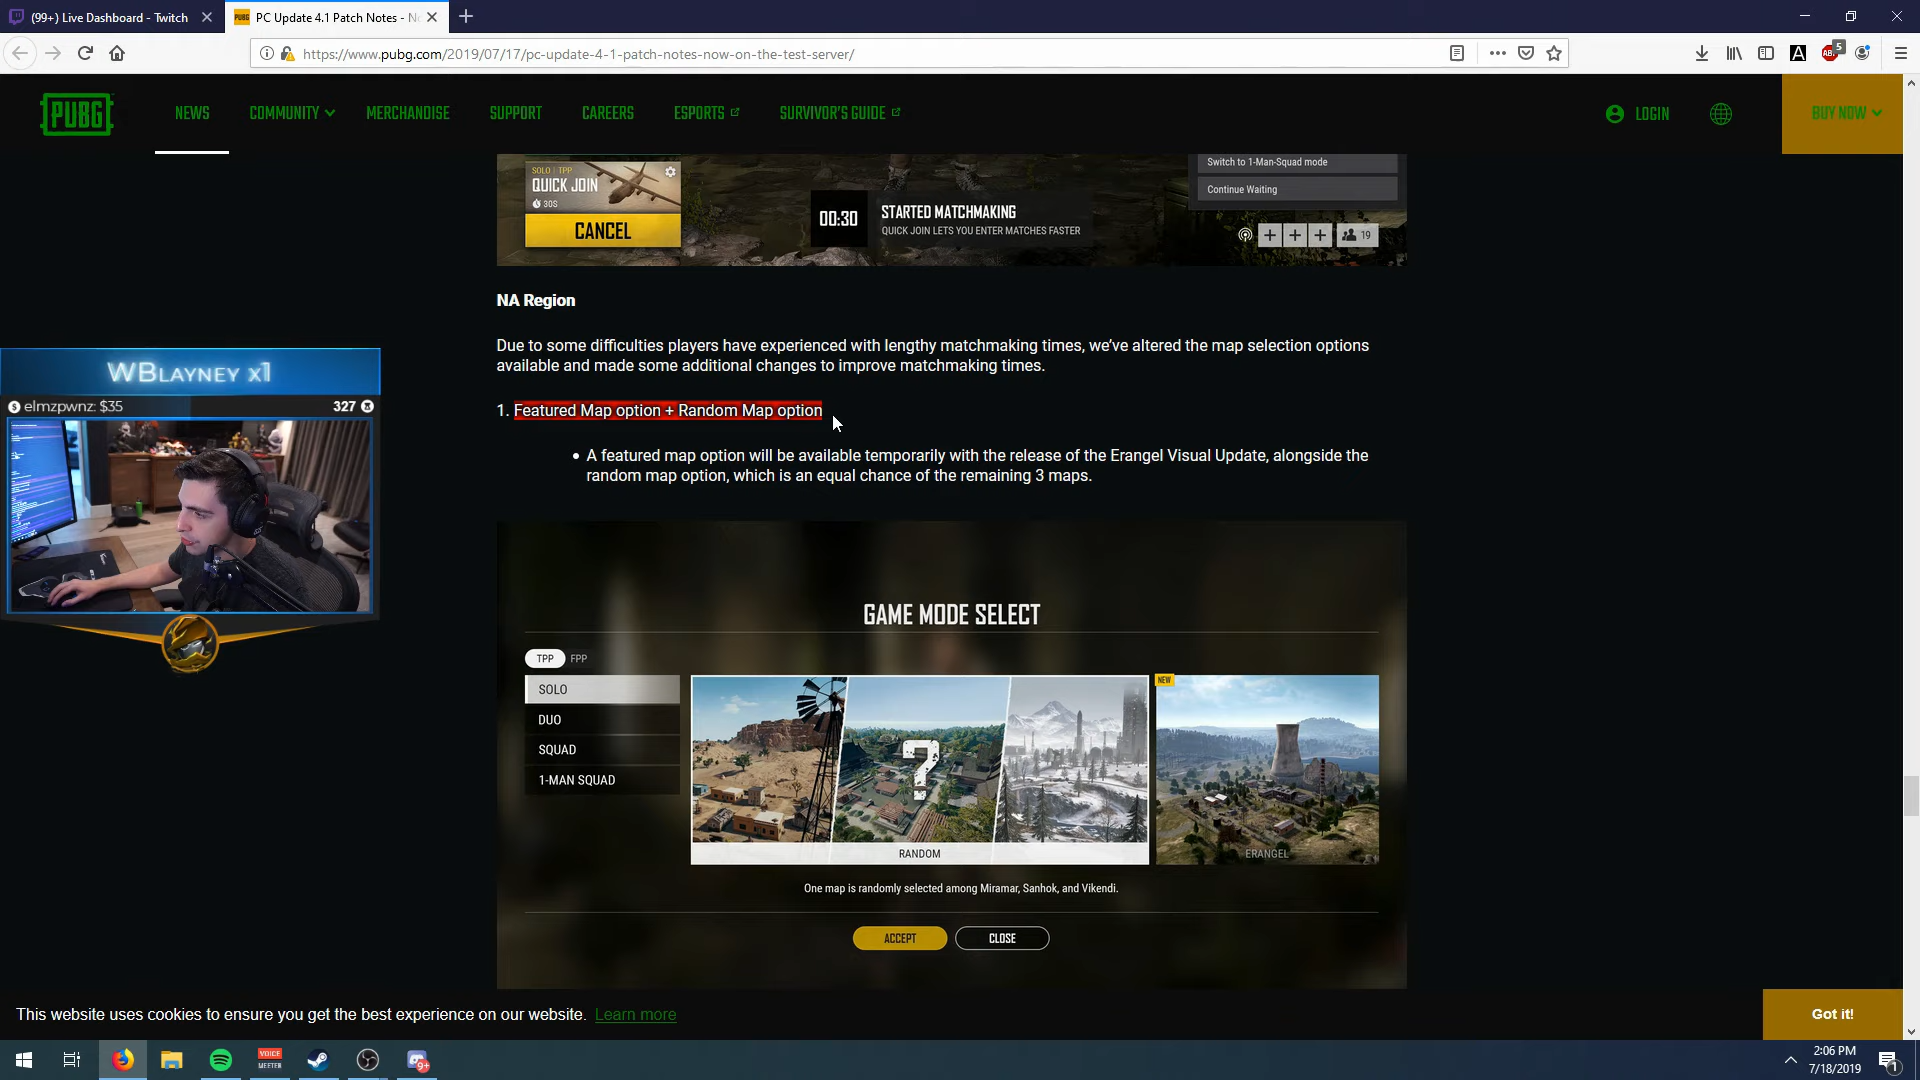 (99+) Live Dashboard - Twitch
PC Update 4.1 Patch Notes - No
https://www.pubg.com/2019/07/17/pc-update-4-1-patch-notes-now-on-the-test-server/
5
PUBG
NEWS
COMMUNITY
MERCHANDISE
SUPPORT
CAREERS
ESPORTS
SURVIVOR'S GUIDE
LOGIN
BUY NOW
SOLO | TPP
QUICK JOIN
30S
CANCEL
00:30
STARTED MATCHMAKING
QUICK JOIN LETS YOU ENTER MATCHES FASTER
Switch to 1-Man-Squad mode
Continue Waiting
19
NA Region
Due to some difficulties players have experienced with lengthy matchmaking times, we've altered the map selection options
available and made some additional changes to improve matchmaking times.
1. Featured Map option + Random Map option
• A featured map option will be available temporarily with the release of the Erangel Visual Update, alongside the
random map option, which is an equal chance of the remaining 3 maps.
WBLAYNEY X1
elmzpwnz: $35
327
GAME MODE SELECT
TPP FPP
SOLO
DUO
SQUAD
1-MAN SQUAD
?
RANDOM
NEW
ERANGEL
One map is randomly selected among Miramar, Sanhok, and Vikendi.
ACCEPT
CLOSE
This website uses cookies to ensure you get the best experience on our website. Learn more
Got it!
VOICE
MEETER
9+
2:06 PM
7/18/2019
1